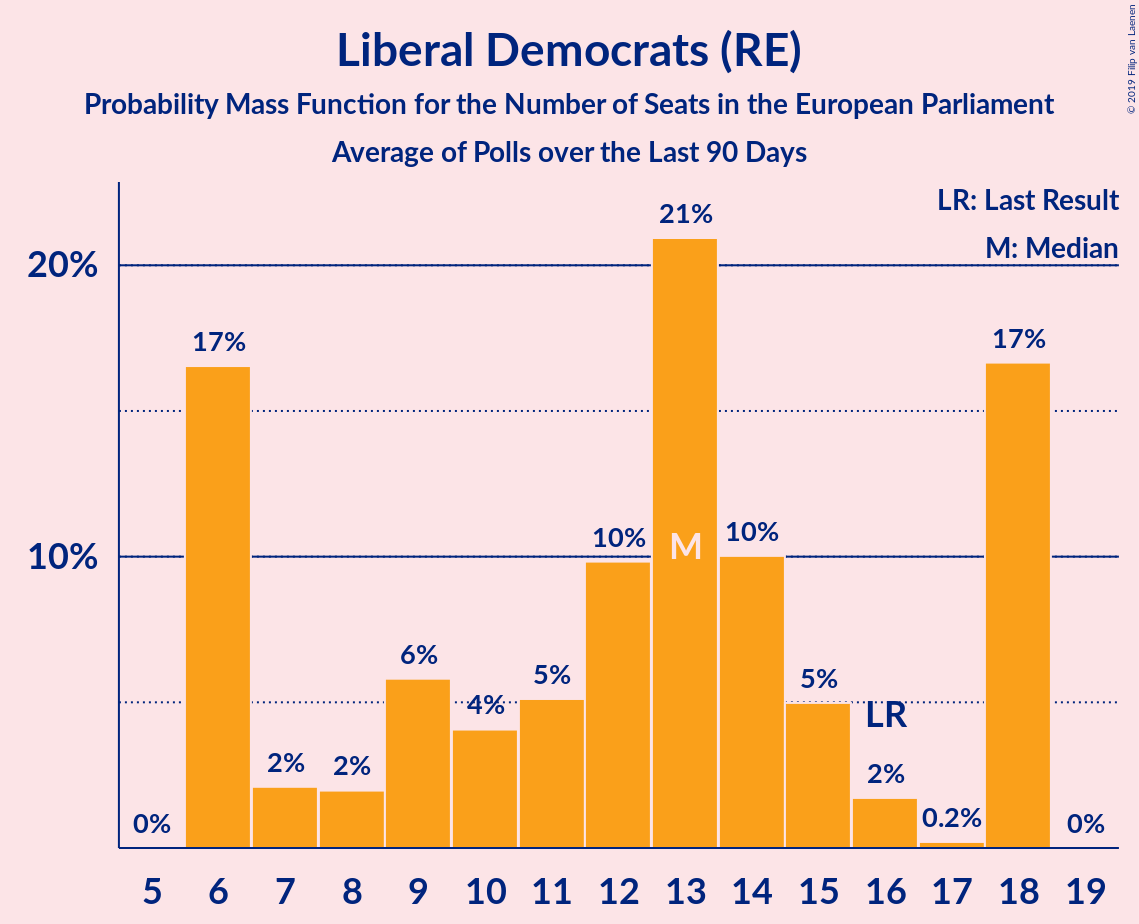 Liberal Democrats (RE)
Probability Mass Function for the Number of Seats in the European Parliament
Average of Polls over the Last 90 Days
© 2019 Filip van Laenen
LR: Last Result
M: Median
20%
10%
0%
17%
2%
2%
6%
4%
5%
10%
21%
M
10%
5%
LR
2%
0.2%
17%
0%
5 6 7 8 9 10 11 12 13 14 15 16 17 18 19